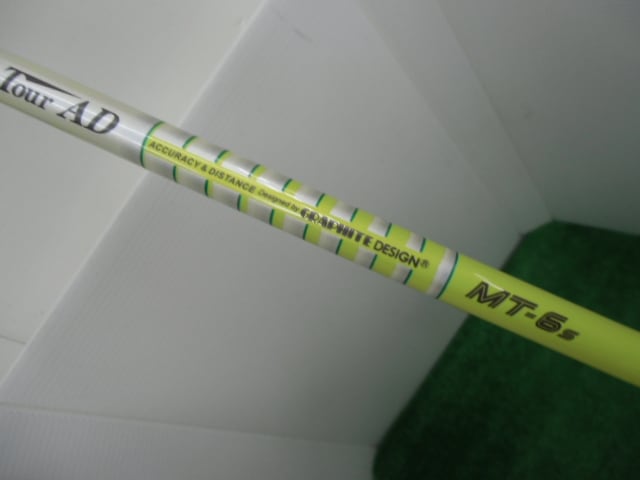 Tour AD
ACCURACY & DISTANCE Designed by GRAPHITE DESIGN®
MT-6s